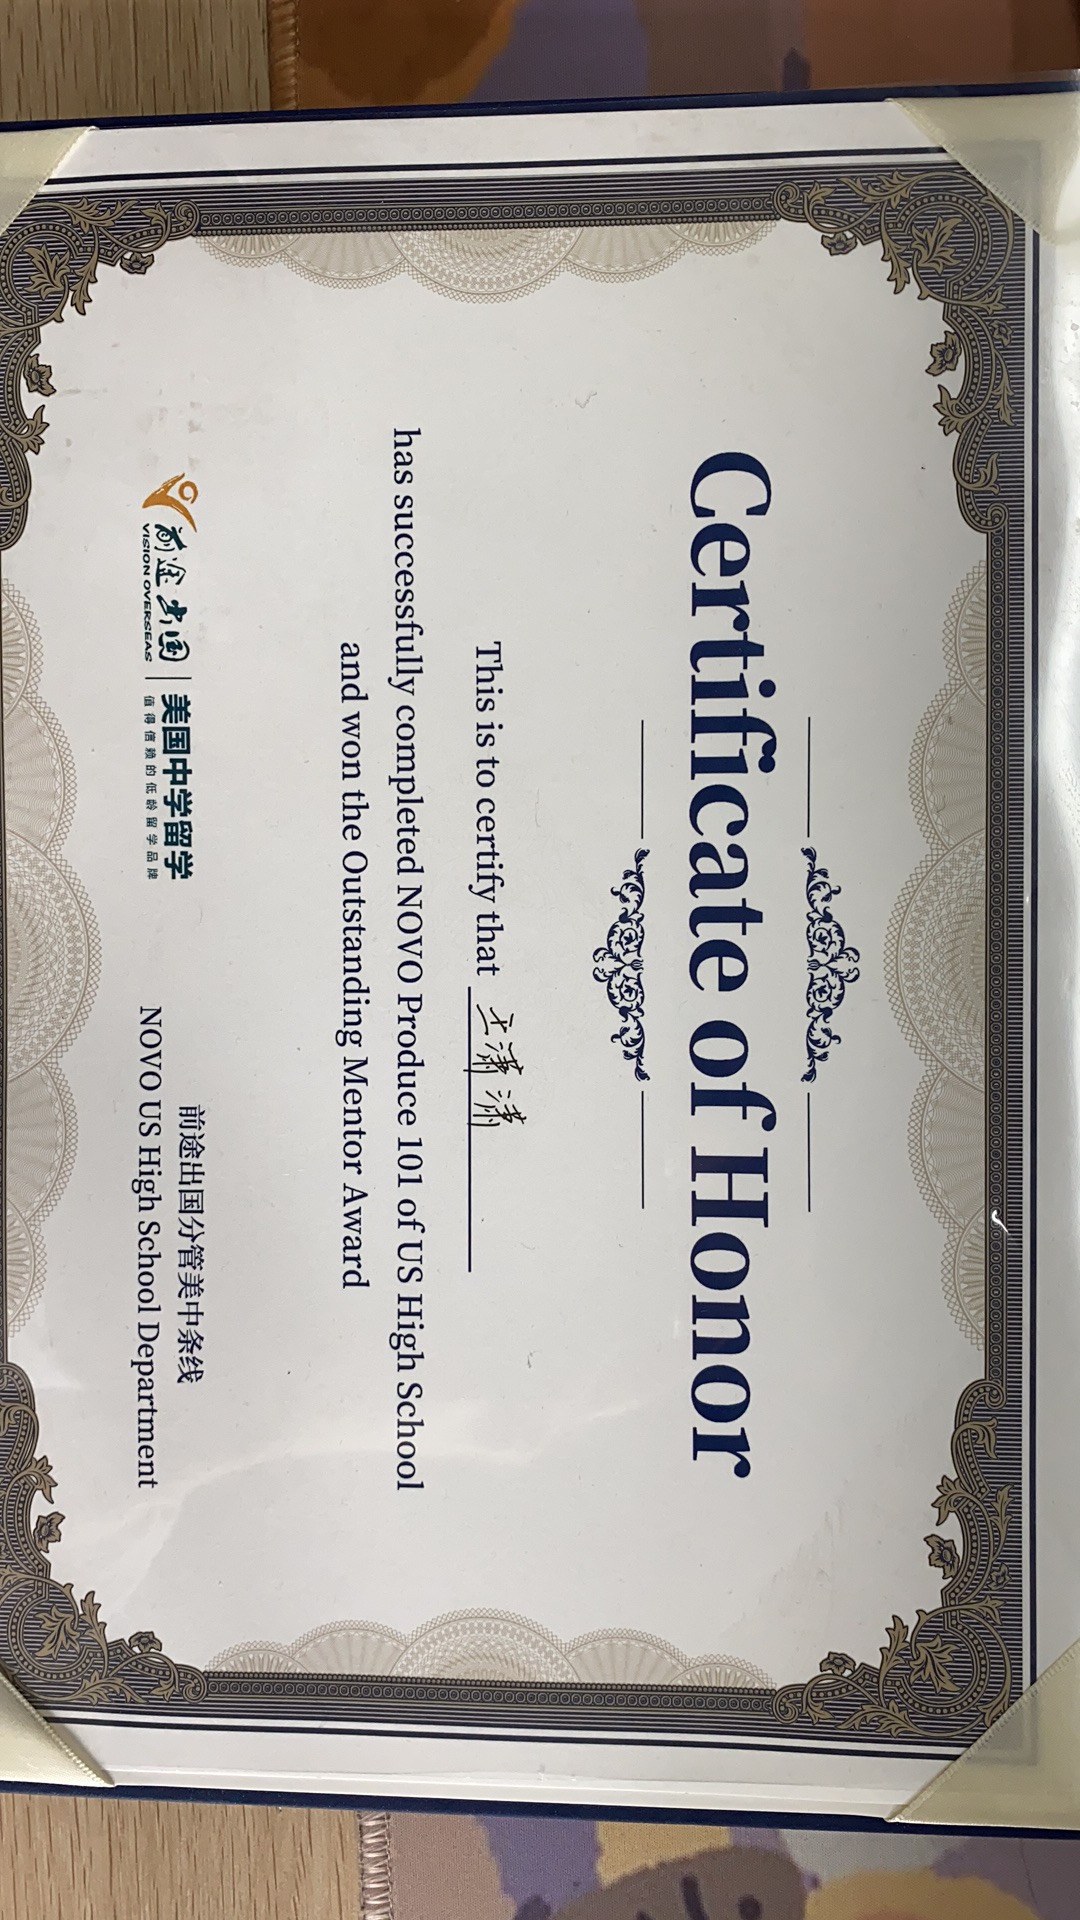 Certificate of Honor
This is to certify that 王潇潇
has successfully completed NOVO Produce 101 of US High School
and won the Outstanding Mentor Award
前途出国
VISION OVERSEAS
美国中学留学
值得信赖的低龄留学品牌
前途出国分管美中条线
NOVO US High School Department